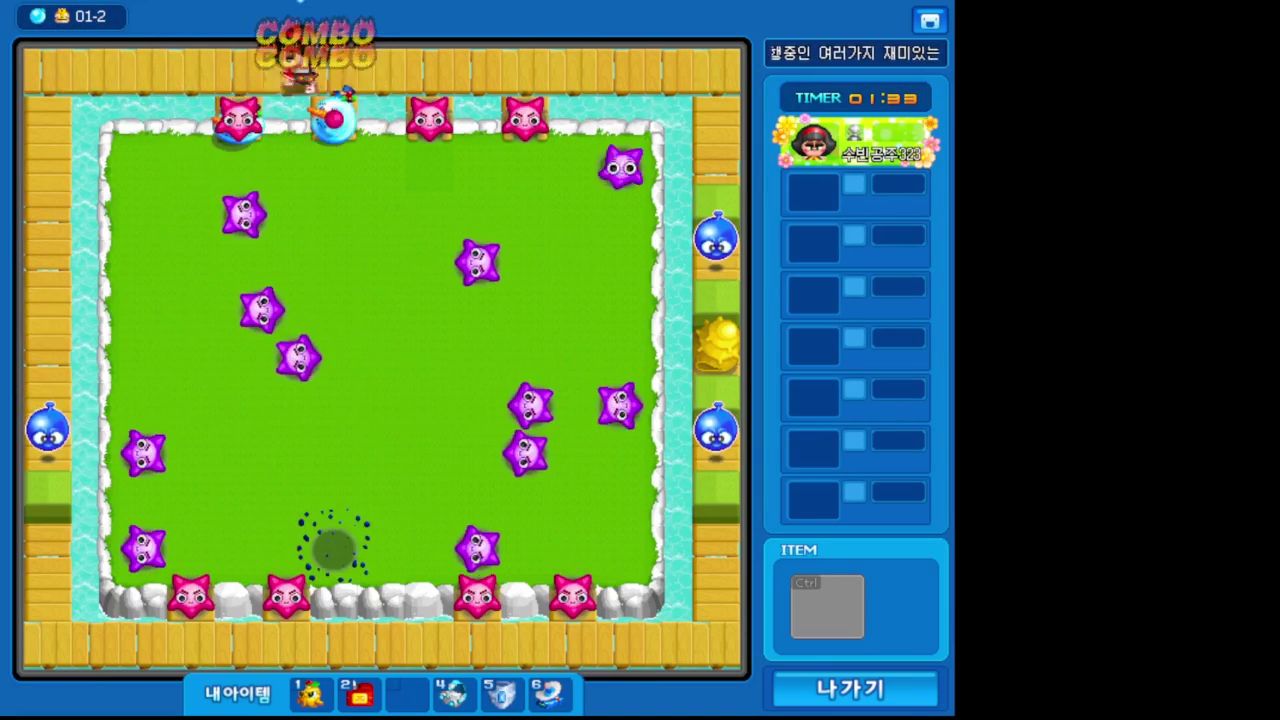 01-2
COMBO
COMBO
행중인 여러가지 재미있는
TIMER 01:33
수빈공주323
ITEM
Ctrl
내아이템
1
2
4
5
6
나가기